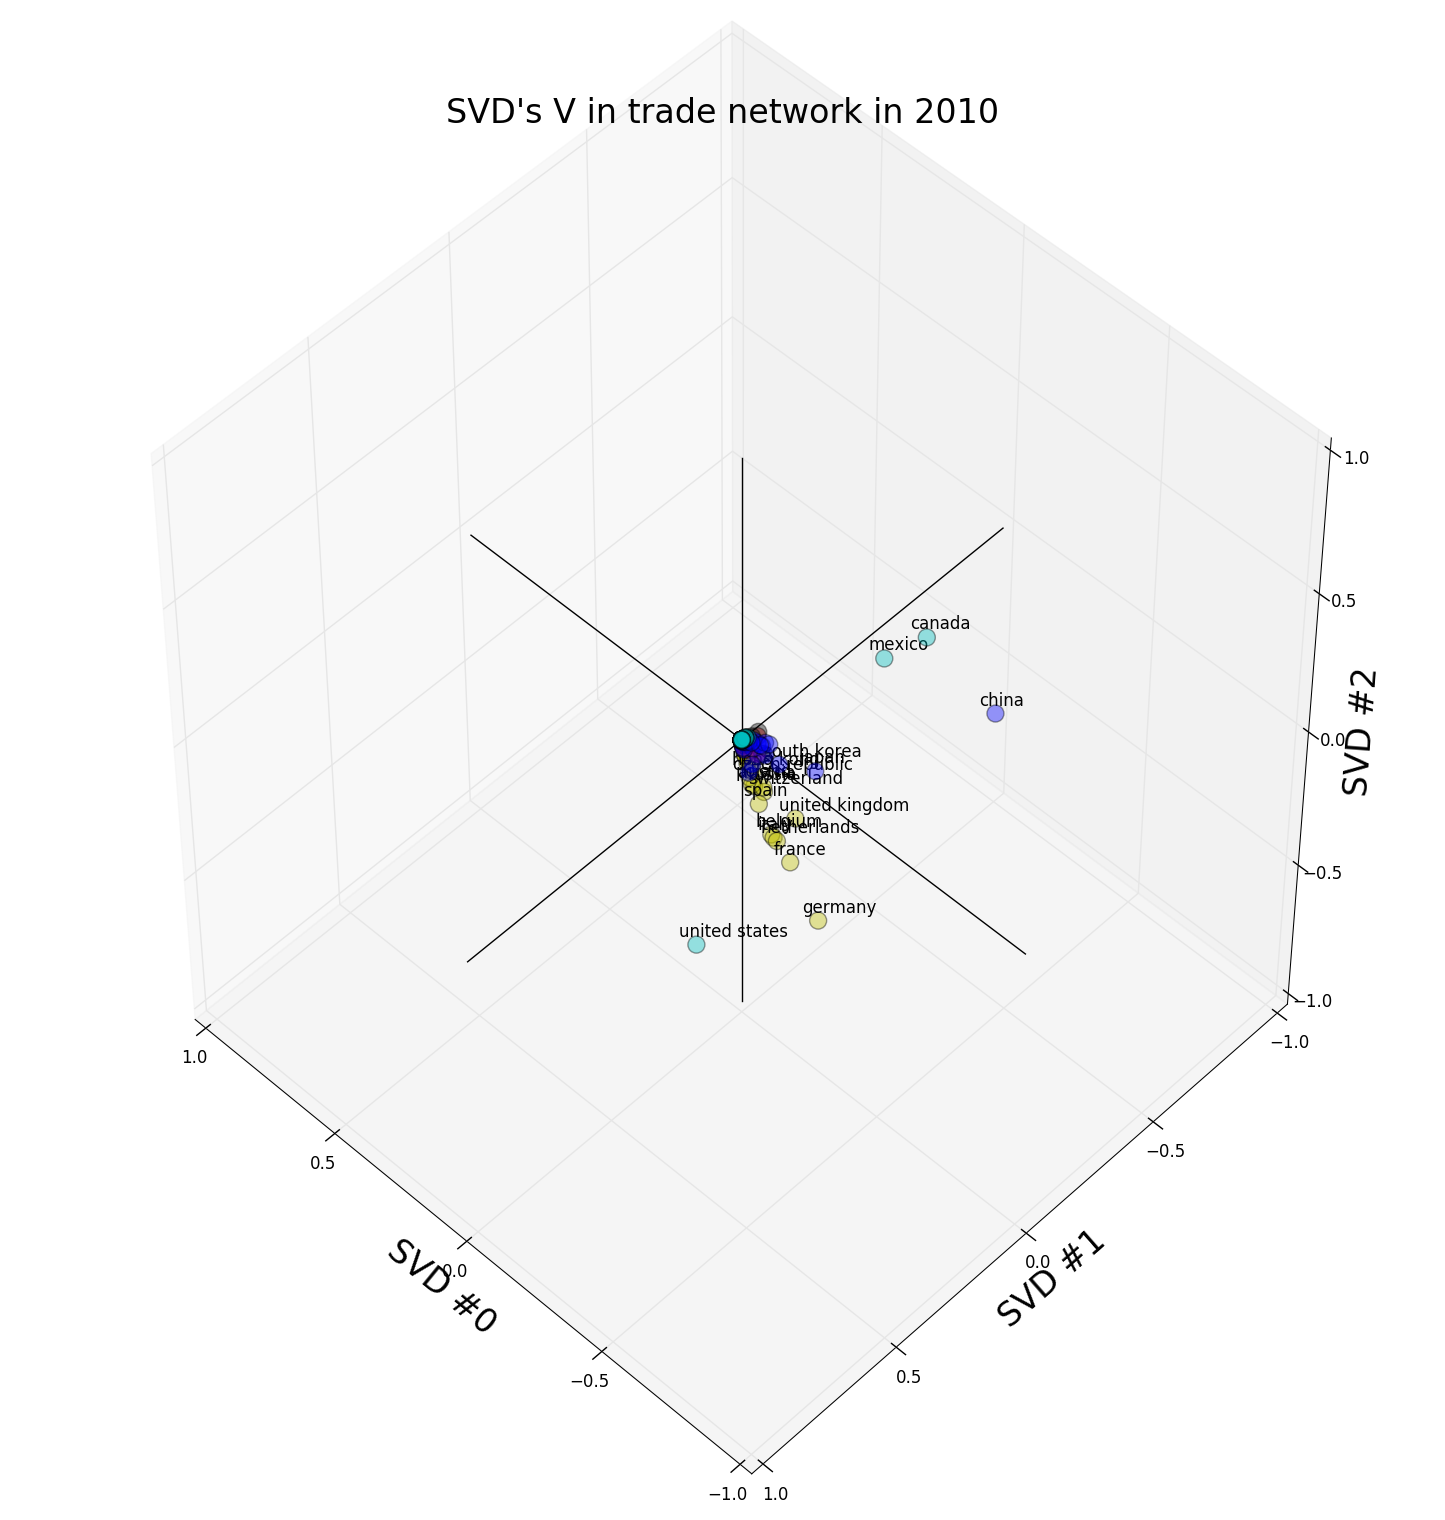 SVD's V in trade network in 2010
canada
mexico
china
south korea
japan
switzerland
spain
united kingdom
belgium
netherlands
france
germany
united states
1.0
0.5
0.0
−0.5
−1.0
SVD #2
1.0
0.5
0.0
−0.5
−1.0
SVD #0
−1.0
−0.5
0.0
0.5
1.0
SVD #1